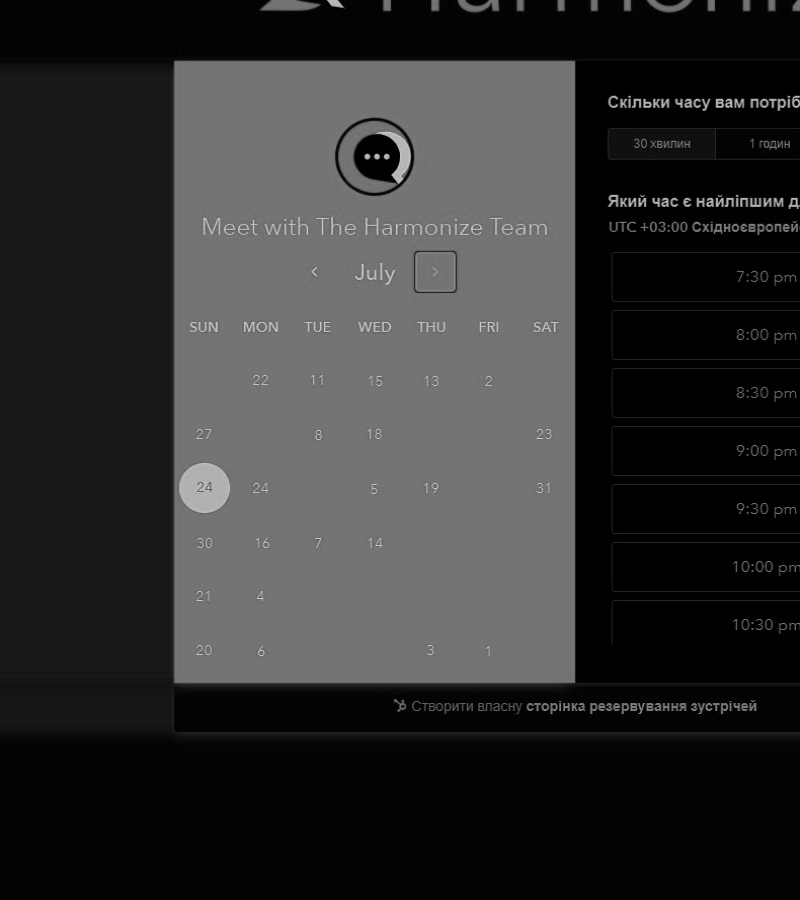 Harmoniz
Meet with The Harmonize Team
July
SUN MON TUE WED THU FRI SAT
22 11 15 13 2
27 8 18 23
24 24 5 19 31
30 16 7 14
21 4
20 6 3 1
Скільки часу вам потріб
30 хвилин 1 годин
Який час є найліпшим д
UTC +03:00 Східноєвропей
7:30 pm
8:00 pm
8:30 pm
9:00 pm
9:30 pm
10:00 pm
10:30 pm
Створити власну сторінка резервування зустрічей